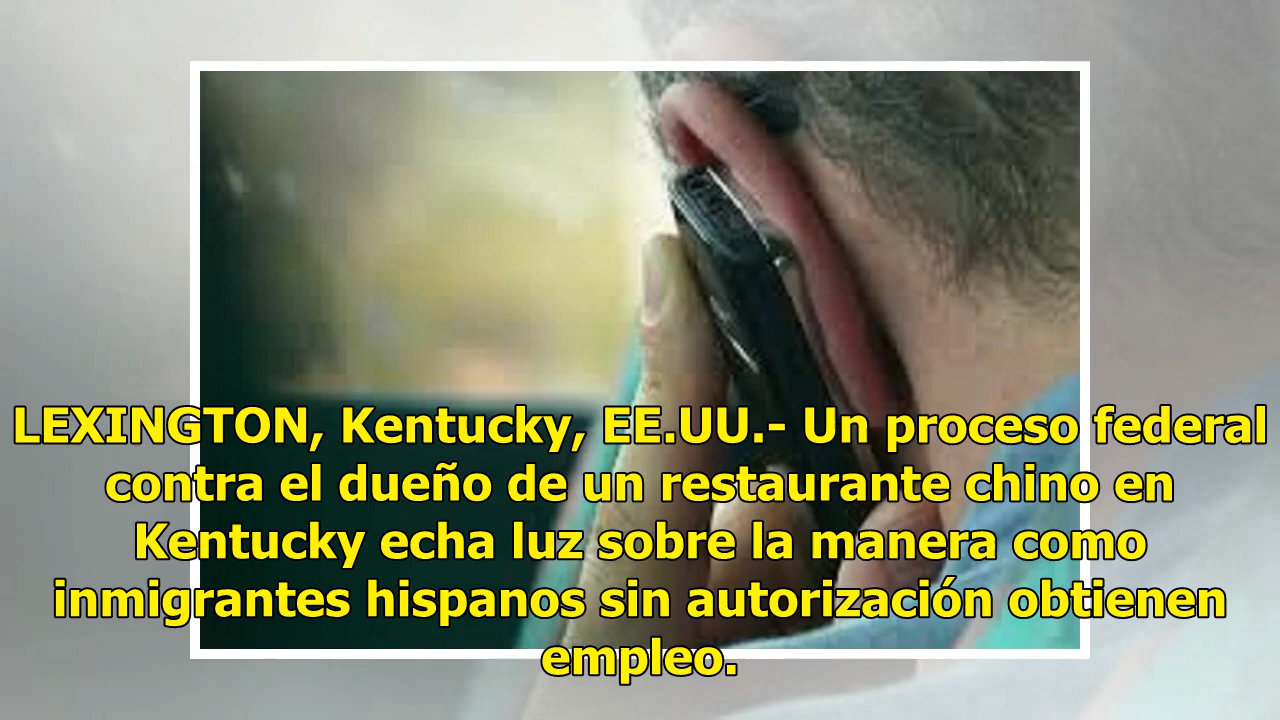 LEXINGTON, Kentucky, EE.UU.- Un proceso federal
contra el dueño de un restaurante chino en
Kentucky echa luz sobre la manera como
inmigrantes hispanos sin autorización obtienen
empleo.